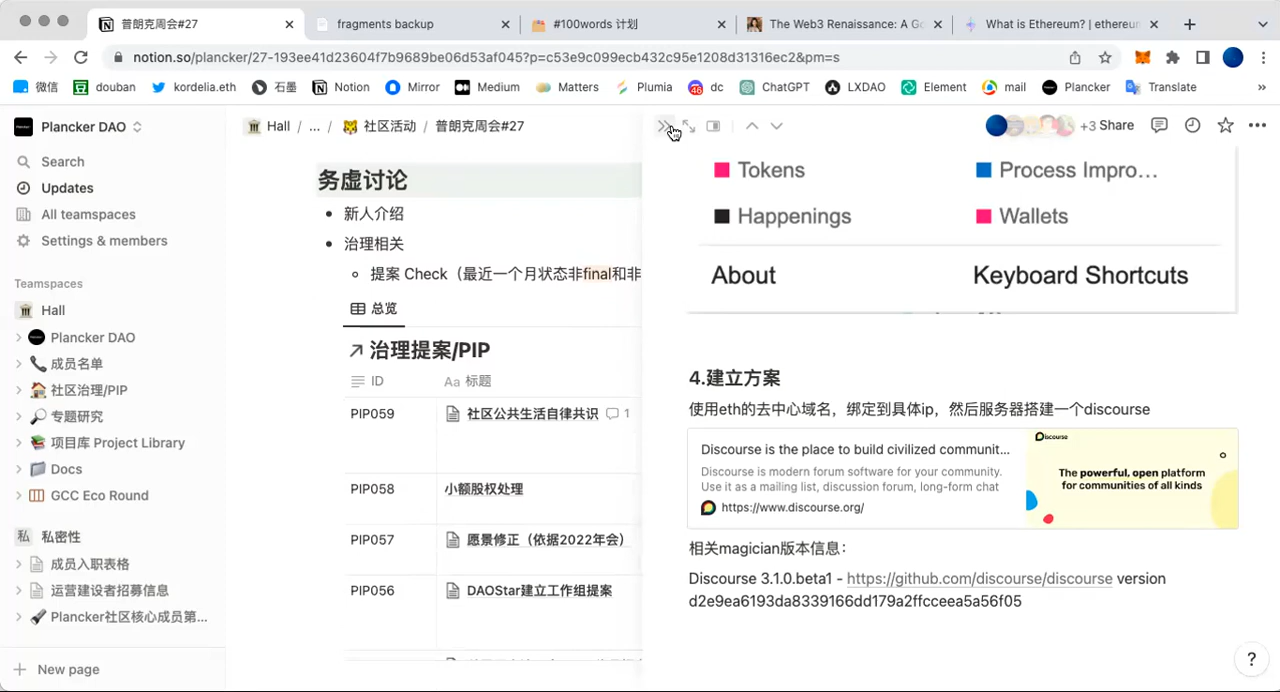 普朗克周会#27
fragments backup
#100words 计划
The Web3 Renaissance: A Go
What is Ethereum? | ethereum
notion.so/plancker/27-193ee41d23604f7b9689be06d53af045?p=c53e9c099ecb432c95e1208d31316ec2&pm=s
微信
douban
kordelia.eth
石墨
Notion
Mirror
Medium
Matters
Plumia
dc
ChatGPT
LXDAO
Element
mail
Plancker
Translate
Plancker DAO
Hall / ... / 社区活动 / 普朗克周会#27
+3 Share
Search
Updates
All teamspaces
Settings & members
Teamspaces
Hall
Plancker DAO
成员名单
社区治理/PIP
专题研究
项目库 Project Library
Docs
GCC Eco Round
私 私密性
成员入职表格
运营建设者招募信息
Plancker社区核心成员第...
New page
务虚讨论
新人介绍
治理相关
提案 Check（最近一个月状态非final和非
总览
治理提案/PIP
ID Aa 标题
PIP059 社区公共生活自律共识 1
PIP058 小额股权处理
PIP057 愿景修正（依据2022年会）
PIP056 DAOStar建立工作组提案
Tokens Process Impro...
Happenings Wallets
About Keyboard Shortcuts
4.建立方案
使用eth的去中心域名，绑定到具体ip，然后服务器搭建一个discourse
Discourse is the place to build civilized communit...
Discourse is modern forum software for your community.
Use it as a mailing list, discussion forum, long-form chat
https://www.discourse.org/
Discourse
The powerful, open platform
for communities of all kinds
相关magician版本信息：
Discourse 3.1.0.beta1 - https://github.com/discourse/discourse version
d2e9ea6193da8339166dd179a2ffcceea5a56f05
?